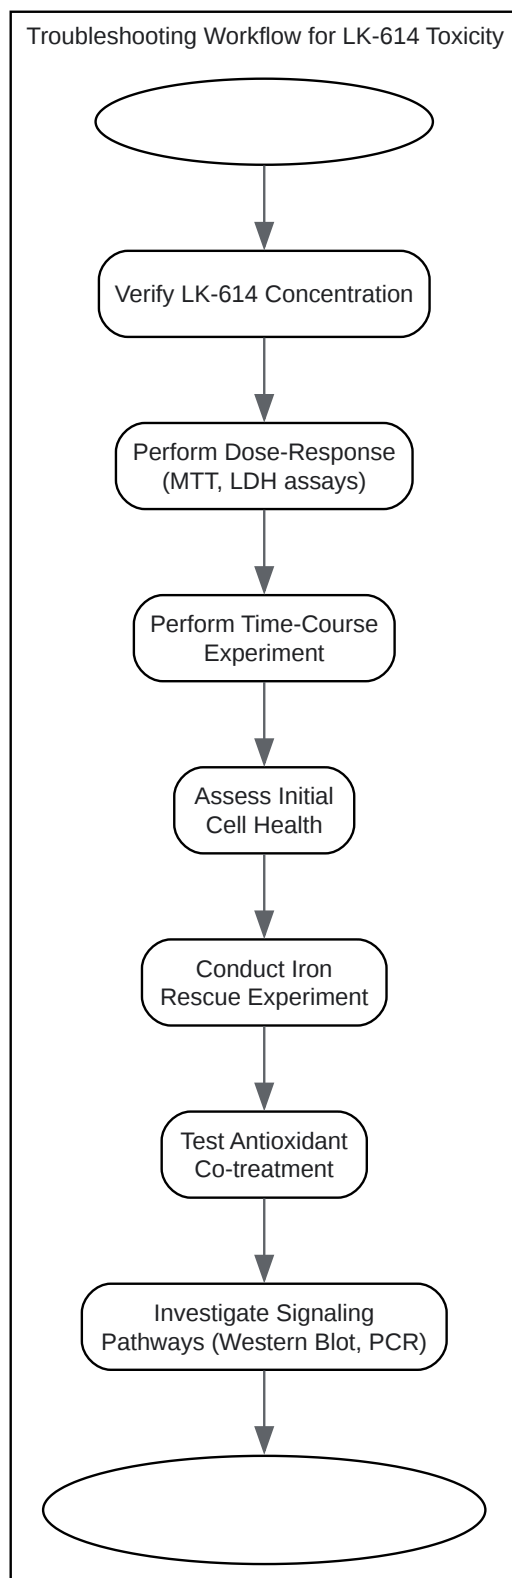 Troubleshooting Workflow for LK-614 Toxicity
Verify LK-614 Concentration
Perform Dose-Response
(MTT, LDH assays)
Perform Time-Course
Experiment
Assess Initial
Cell Health
Conduct Iron
Rescue Experiment
Test Antioxidant
Co-treatment
Investigate Signaling
Pathways (Western Blot, PCR)